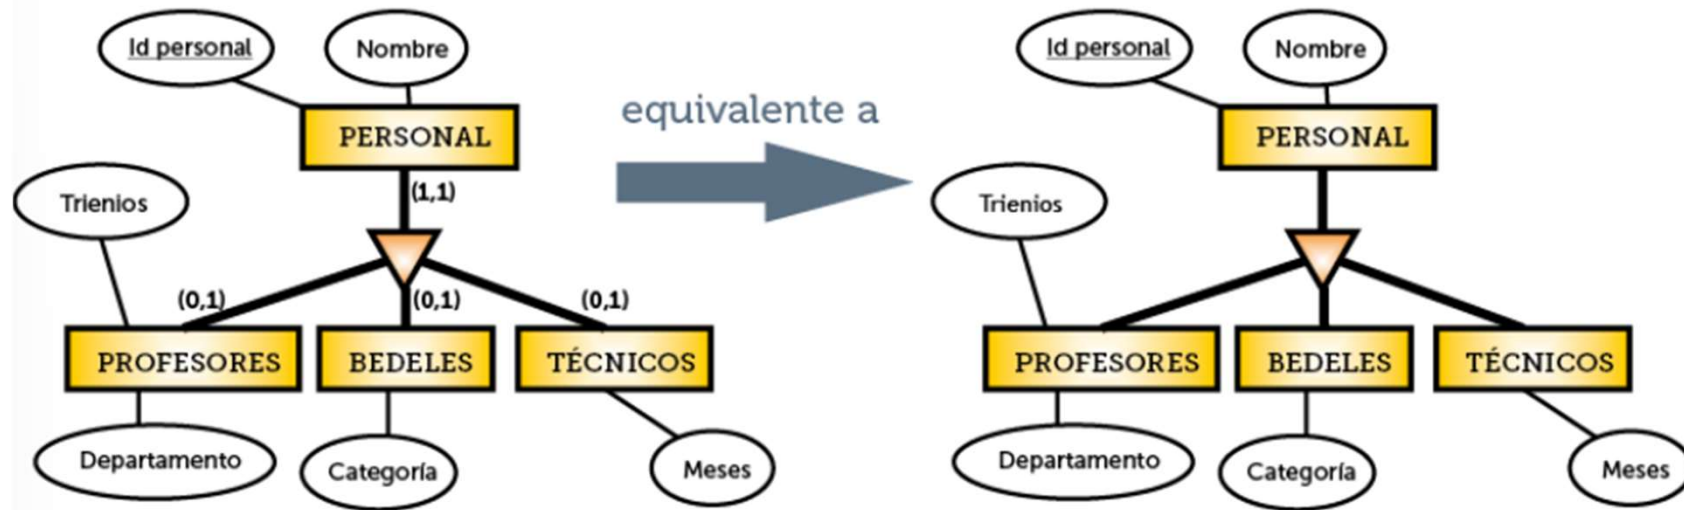 Id personal
Nombre
PERSONAL
(1,1)
Trienios
(0,1)
(0,1)
(0,1)
PROFESORES
BEDELES
TÉCNICOS
Departamento
Categoría
Meses
equivalente a
Id personal
Nombre
PERSONAL
Trienios
PROFESORES
BEDELES
TÉCNICOS
Departamento
Categoría
Meses